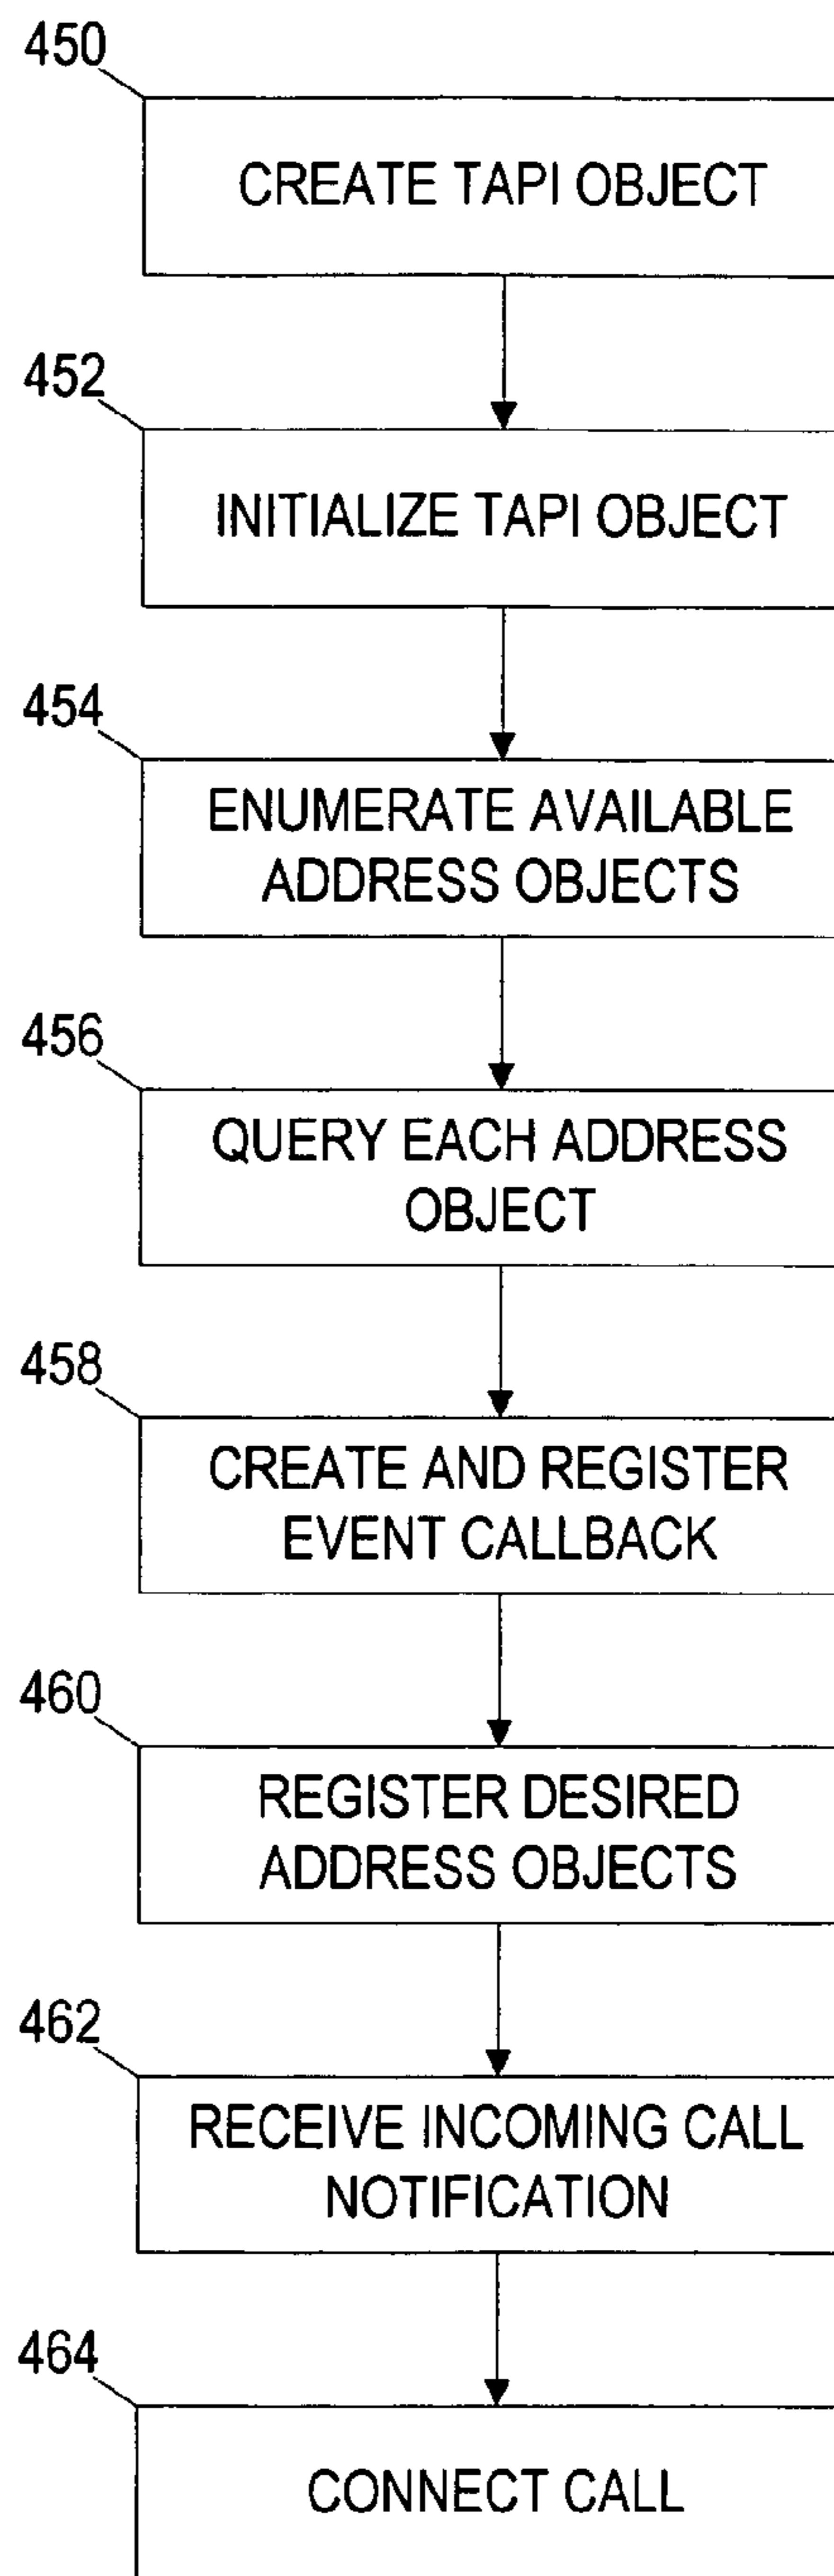 450
CREATE TAPI OBJECT
452
INITIALIZE TAPI OBJECT
454
ENUMERATE AVAILABLE
ADDRESS OBJECTS
456
QUERY EACH ADDRESS
OBJECT
458
CREATE AND REGISTER
EVENT CALLBACK
460
REGISTER DESIRED
ADDRESS OBJECTS
462
RECEIVE INCOMING CALL
NOTIFICATION
464
CONNECT CALL